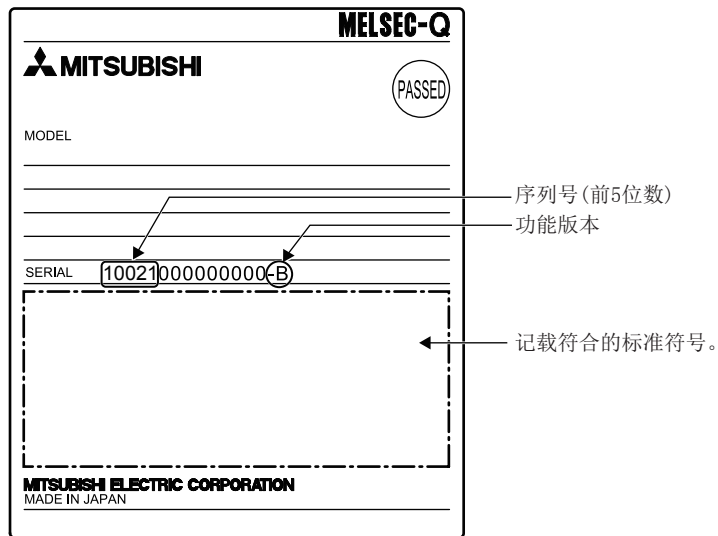 MELSEC-Q
MITSUBISHI
PASSED
MODEL
序列号(前5位数)
功能版本
SERIAL 10021000000000-B
记载符合的标准符号。
MITSUBISHI ELECTRIC CORPORATION
MADE IN JAPAN